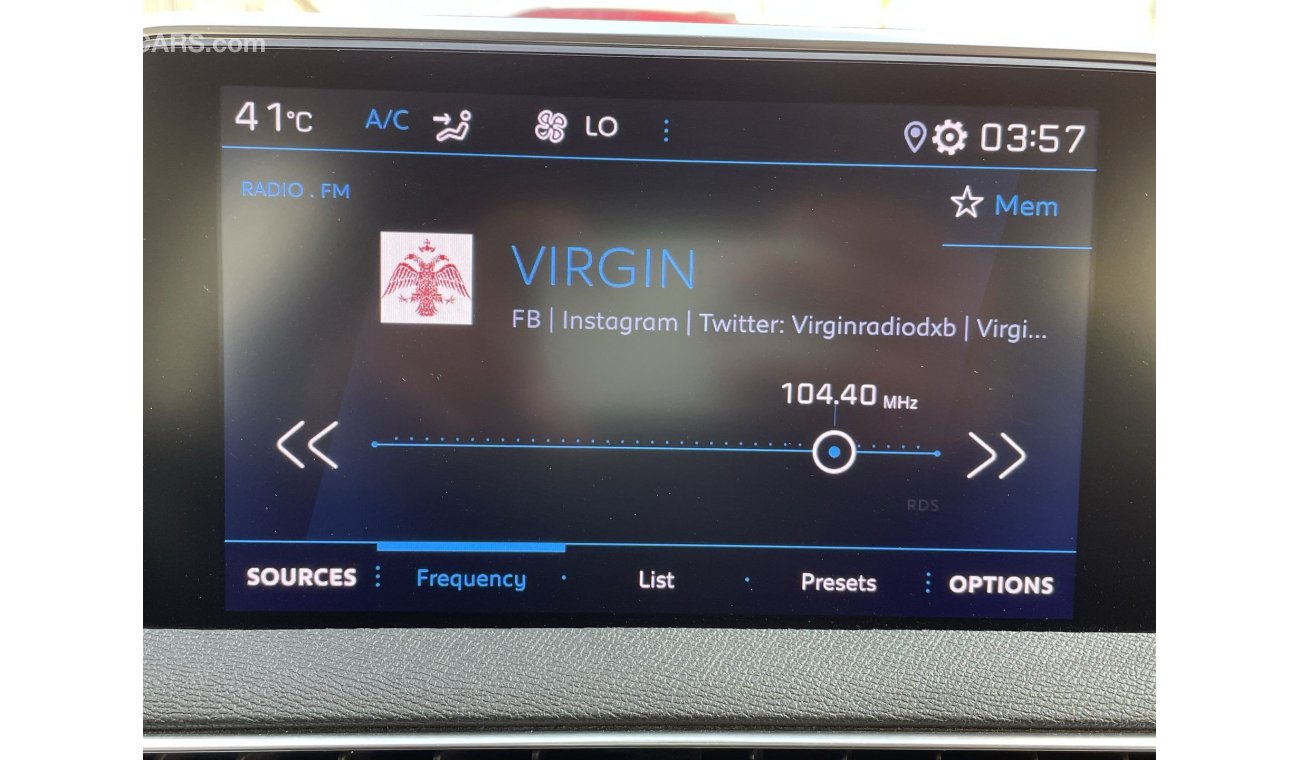 CARS.com
41°C A/C LO 03:57
RADIO . FM
Mem
VIRGIN
FB | Instagram | Twitter: Virginradiodxb | Virgi...
104.40 MHz
RDS
SOURCES Frequency List Presets OPTIONS